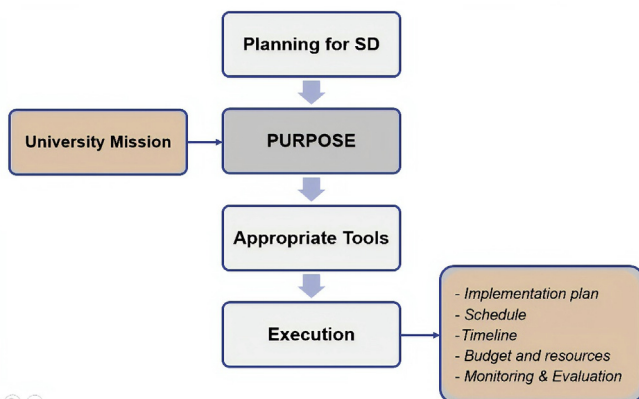 Planning for SD
University Mission
PURPOSE
Appropriate Tools
Execution
- Implementation plan
- Schedule
-Timeline
- Budget and resources
- Monitoring & Evaluation